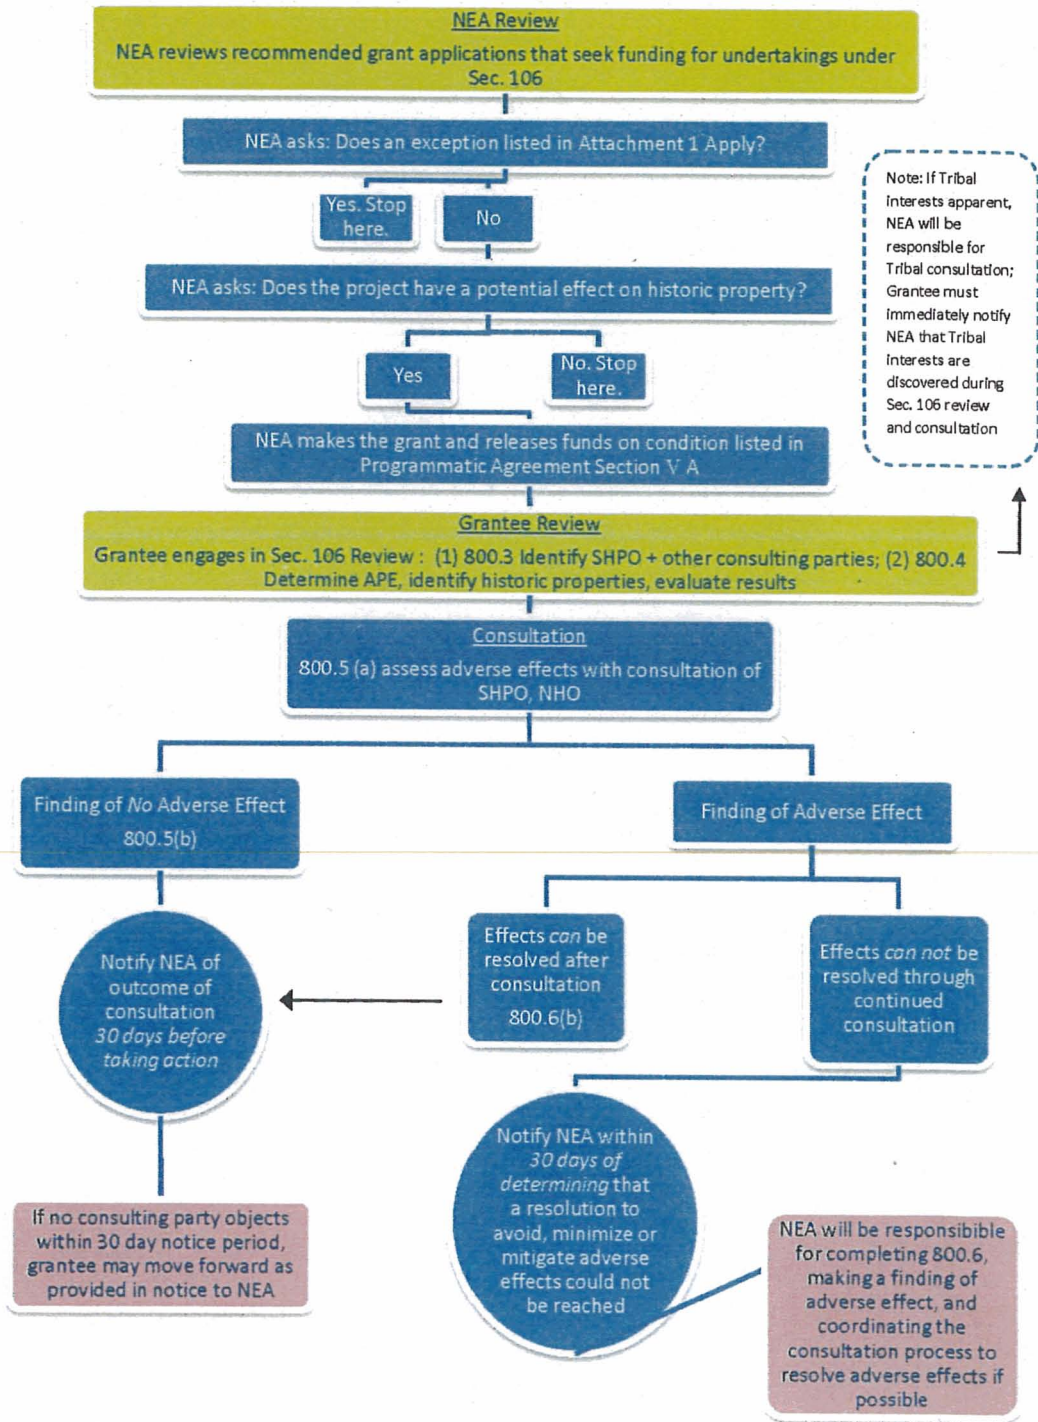 NEA Review
NEA reviews recommended grant applications that seek funding for undertakings under
Sec. 106
NEA asks: Does an exception listed in Attachment 1 Apply?
Yes. Stop
here.
No
NEA asks: Does the project have a potential effect on historic property?
Yes
No. Stop
here.
NEA makes the grant and releases funds on condition listed in
Programmatic Agreement Section V A
Note: If Tribal
interests apparent,
NEA will be
responsible for
Tribal consultation;
Grantee must
immediately notify
NEA that Tribal
interests are
discovered during
Sec. 106 review
and consultation
Grantee Review
Grantee engages in Sec. 106 Review : (1) 800.3 Identify SHPO + other consulting parties; (2) 800.4
Determine APE, identify historic properties, evaluate results
Consultation
800.5 (a) assess adverse effects with consultation of
SHPO, NHO
Finding of No Adverse Effect
800.5(b)
Finding of Adverse Effect
Notify NEA of
outcome of
consultation
30 days before
taking action
Effects can be
resolved after
consultation
800.6(b)
Effects can not be
resolved through
continued
consultation
If no consulting party objects
within 30 day notice period,
grantee may move forward as
provided in notice to NEA
Notify NEA within
30 days of
determining that
a resolution to
avoid, minimize or
mitigate adverse
effects could not
be reached
NEA will be responsibible
for completing 800.6,
making a finding of
adverse effect, and
coordinating the
consultation process to
resolve adverse effects if
possible